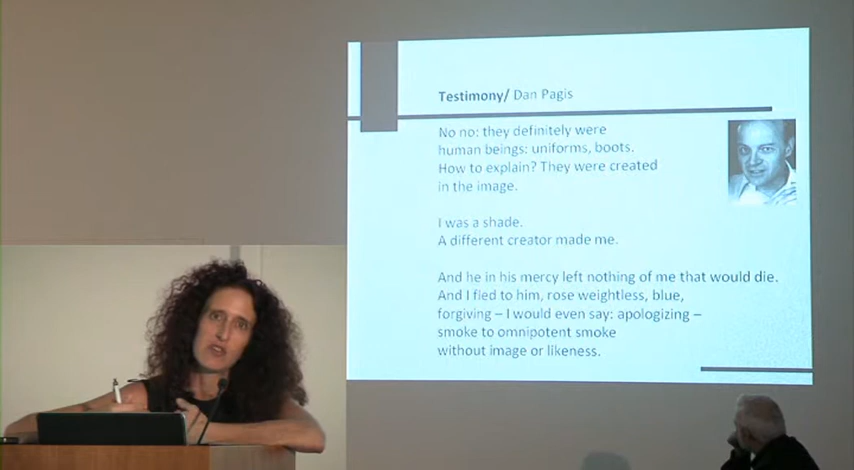 Testimony/ Dan Pagis
No no: they definitely were
human beings: uniforms, boots.
How to explain? They were created
in the image.
I was a shade.
A different creator made me.
And he in his mercy left nothing of me that would die.
And I fled to him, rose weightless, blue,
forgiving – I would even say: apologizing –
smoke to omnipotent smoke
without image or likeness.